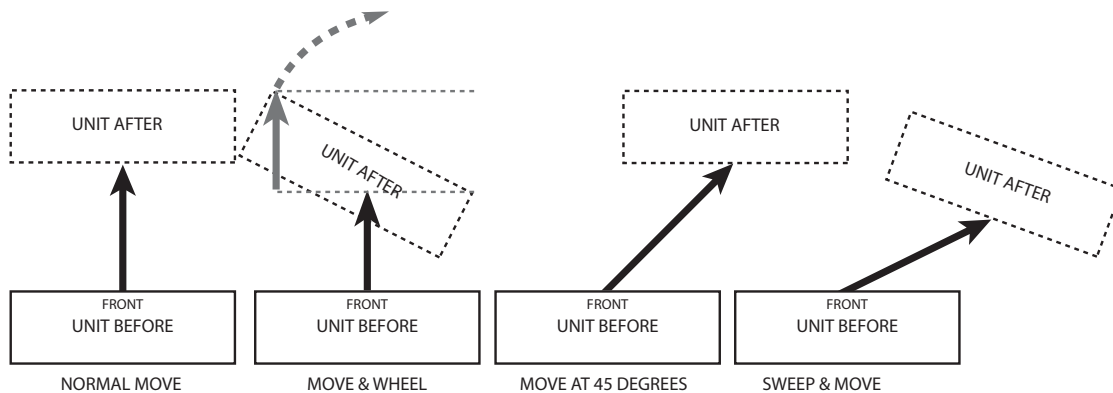 UNIT AFTER
UNIT AFTER
UNIT AFTER
UNIT AFTER
FRONT
UNIT BEFORE
FRONT
UNIT BEFORE
FRONT
UNIT BEFORE
FRONT
UNIT BEFORE
NORMAL MOVE
MOVE & WHEEL
MOVE AT 45 DEGREES
SWEEP & MOVE